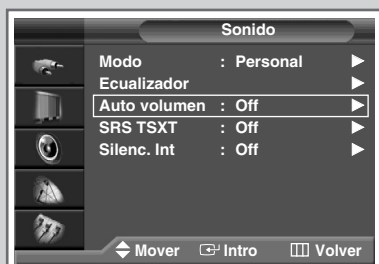 Sonido
Modo : Personal
Ecualizador
Auto volumen : Off
SRS TSXT : Off
Silenc. Int : Off
Mover Intro Volver